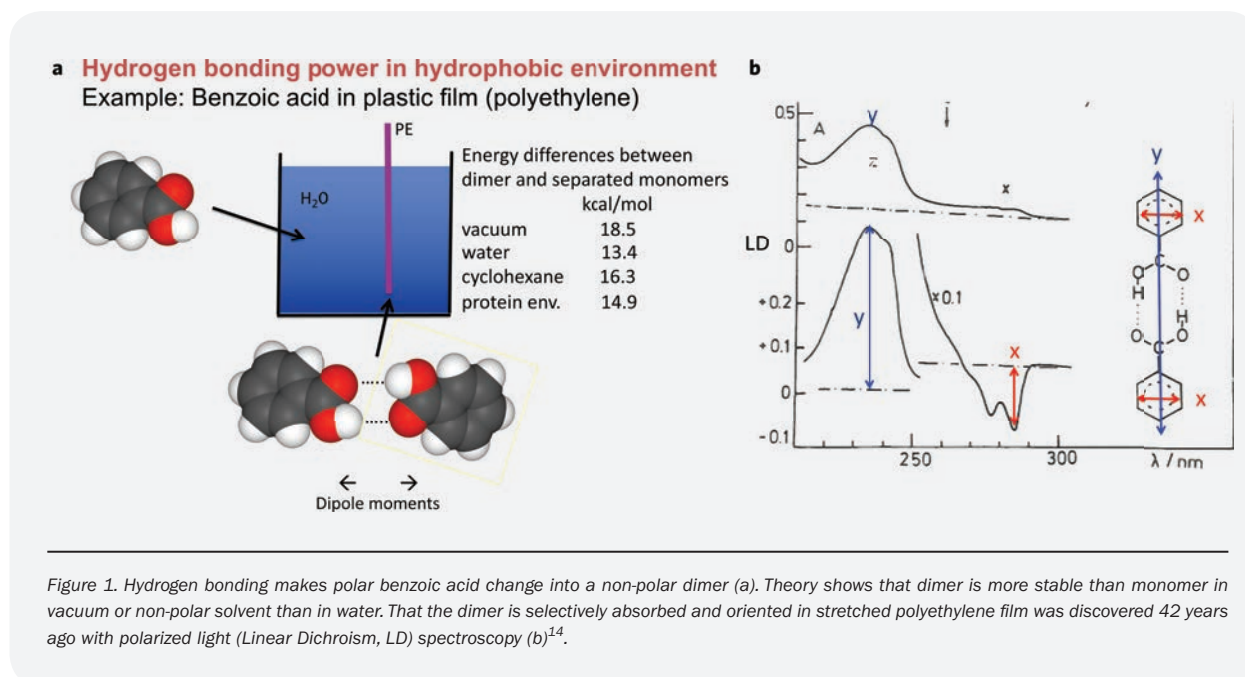 a Hydrogen bonding power in hydrophobic environment
Example: Benzoic acid in plastic film (polyethylene)
PE
H₂O
Energy differences between
dimer and separated monomers
kcal/mol
vacuum 18.5
water 13.4
cyclohexane 16.3
protein env. 14.9
Dipole moments
b
0.5
A
y
z
x
LD 0
+0.2
+0.1
0
-0.1
y
×0.1
x
250
300
λ / nm
y
x
C
O
O
H
H
O
O
C
x
Figure 1. Hydrogen bonding makes polar benzoic acid change into a non-polar dimer (a). Theory shows that dimer is more stable than monomer in
vacuum or non-polar solvent than in water. That the dimer is selectively absorbed and oriented in stretched polyethylene film was discovered 42 years
ago with polarized light (Linear Dichroism, LD) spectroscopy (b)¹⁴.